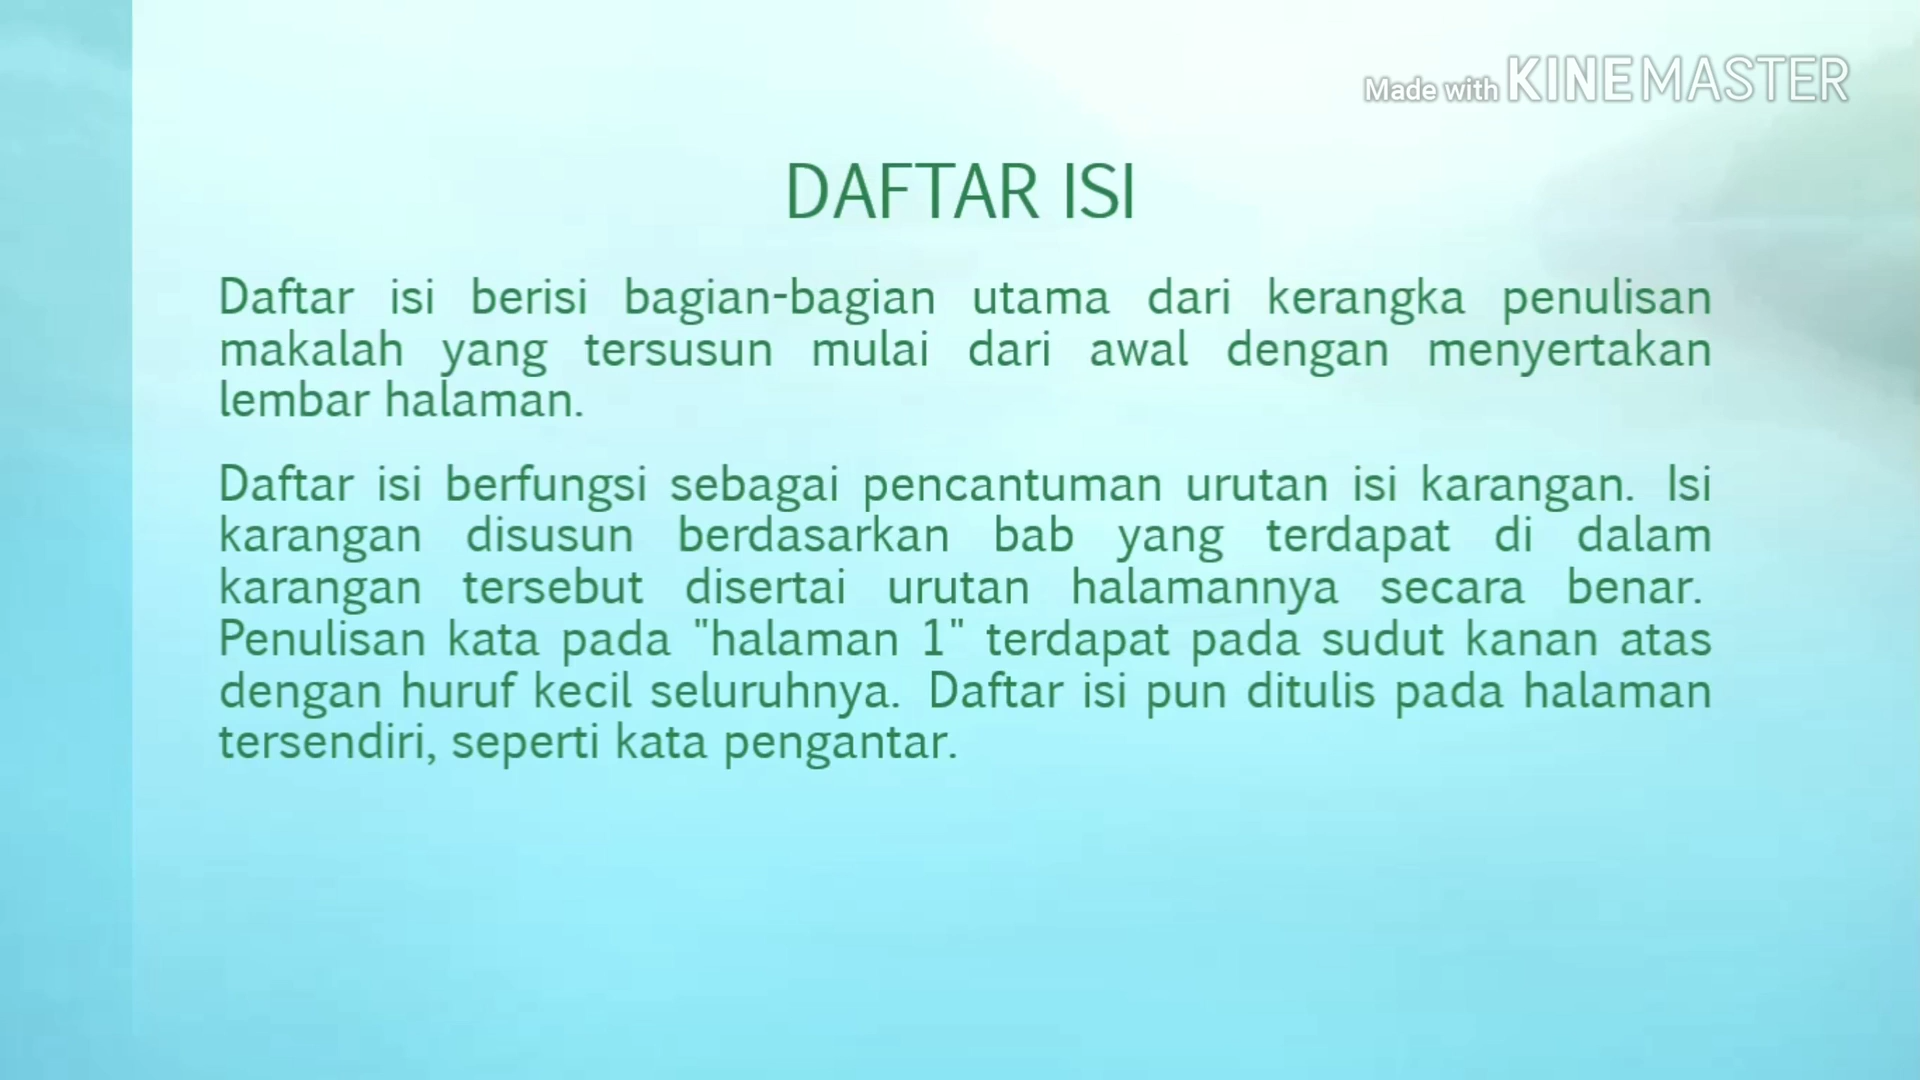 Made with KINEMASTER
DAFTAR ISI
Daftar isi berisi bagian-bagian utama dari kerangka penulisan
makalah yang tersusun mulai dari awal dengan menyertakan
lembar halaman.
Daftar isi berfungsi sebagai pencantuman urutan isi karangan. Isi
karangan disusun berdasarkan bab yang terdapat di dalam
karangan tersebut disertai urutan halamannya secara benar.
Penulisan kata pada "halaman 1" terdapat pada sudut kanan atas
dengan huruf kecil seluruhnya. Daftar isi pun ditulis pada halaman
tersendiri, seperti kata pengantar.